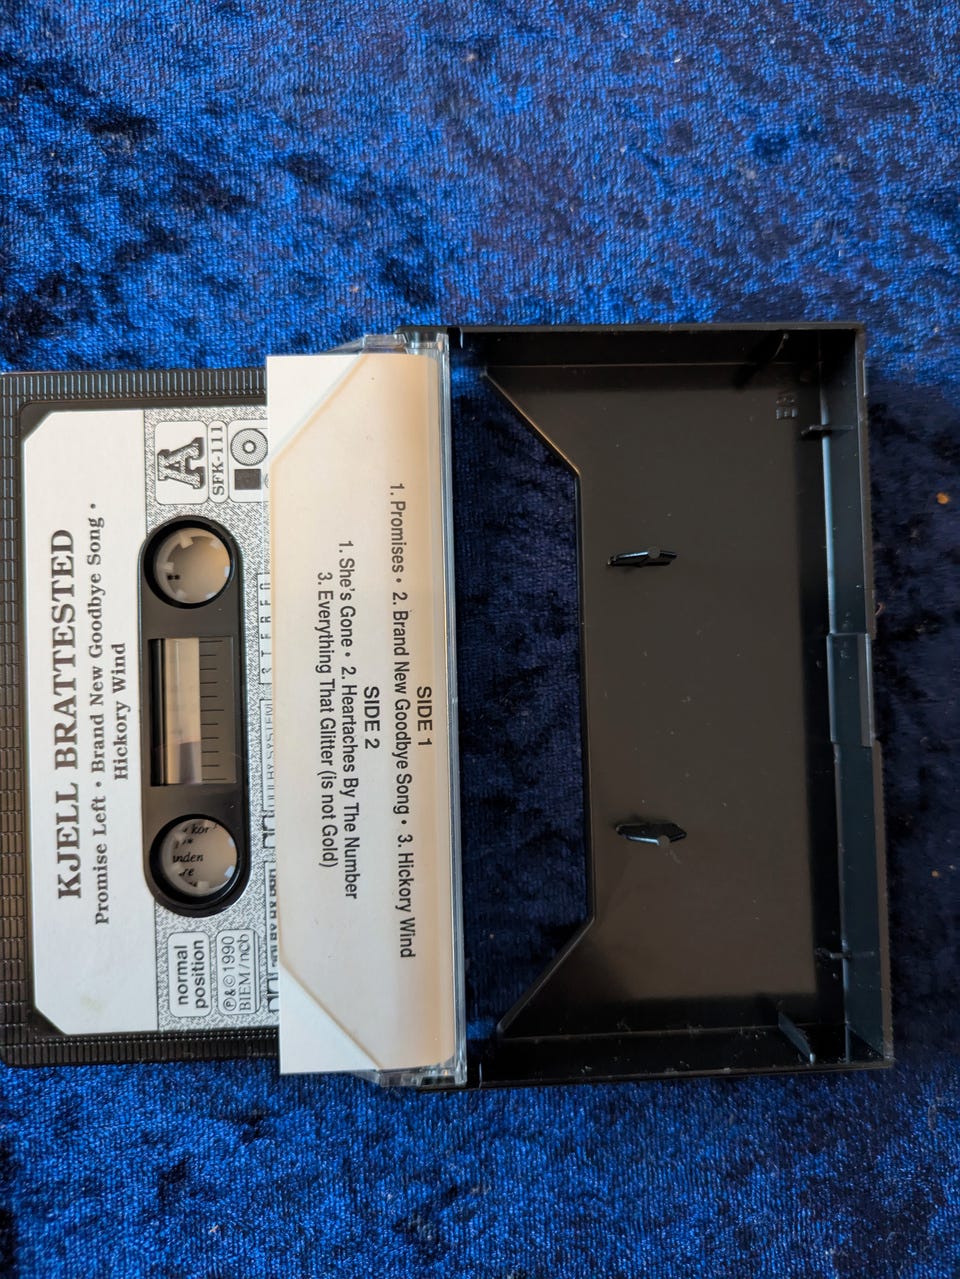 KJELL BRATTESTED
Promise Left • Brand New Goodbye Song •
Hickory Wind
A
SFK-111
normal
position
℗&©1990
BIEM/ncb
STEREO
SIDE 1
1. Promises • 2. Brand New Goodbye Song • 3. Hickory Wind
SIDE 2
1. She's Gone • 2. Heartaches By The Number
3. Everything That Glitter (is not Gold)